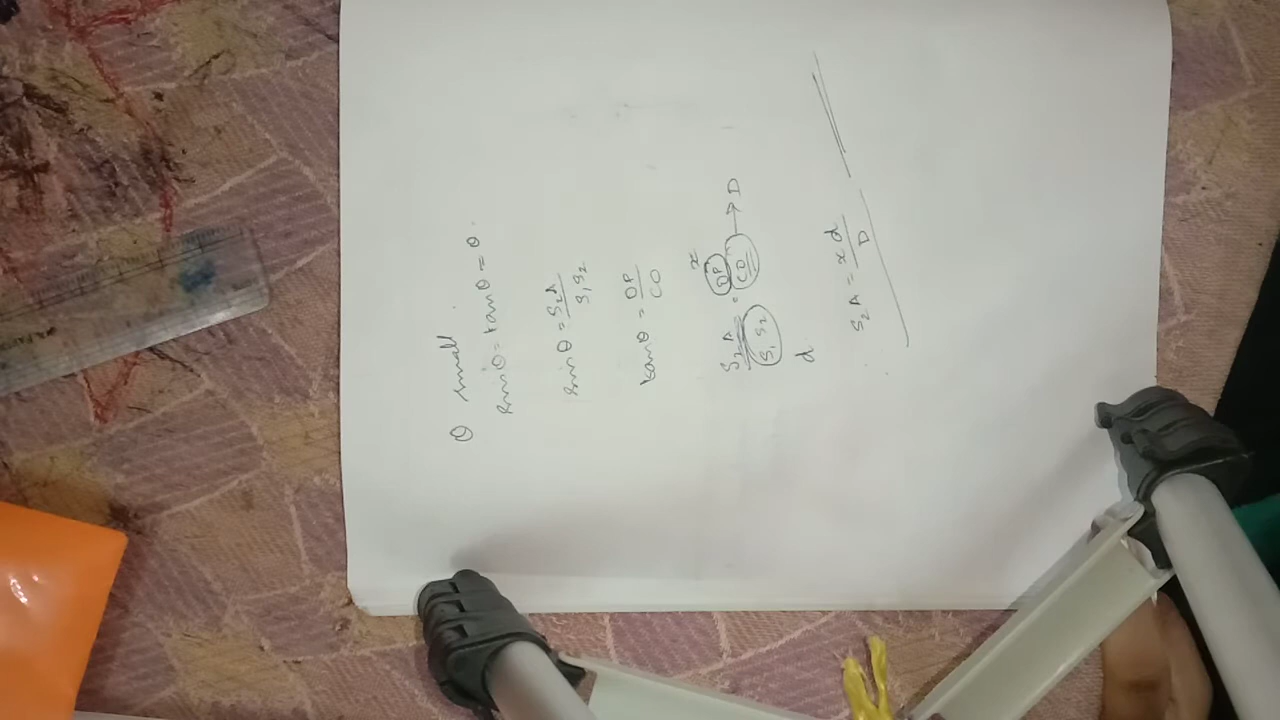 θ small.
sinθ = tanθ = θ.
sinθ = S₂A / S₁S₂
tanθ = OP / CO
x
S₂A / S₁S₂ = OP / CO → D
d
S₂A = xd / D